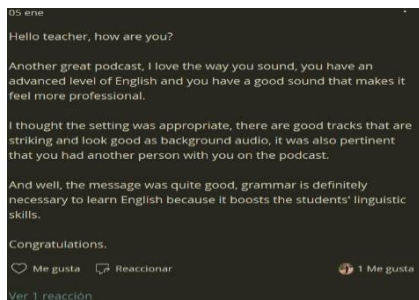 05 ene
Hello teacher, how are you?
Another great podcast, I love the way you sound, you have an
advanced level of English and you have a good sound that makes it
feel more professional.
I thought the setting was appropriate, there are good tracks that are
striking and look good as background audio, it was also pertinent
that you had another person with you on the podcast.
And well, the message was quite good, grammar is definitely
necessary to learn English because it boosts the students' linguistic
skills.
Congratulations.
Me gusta Reaccionar 1 Me gusta
Ver 1 reacción